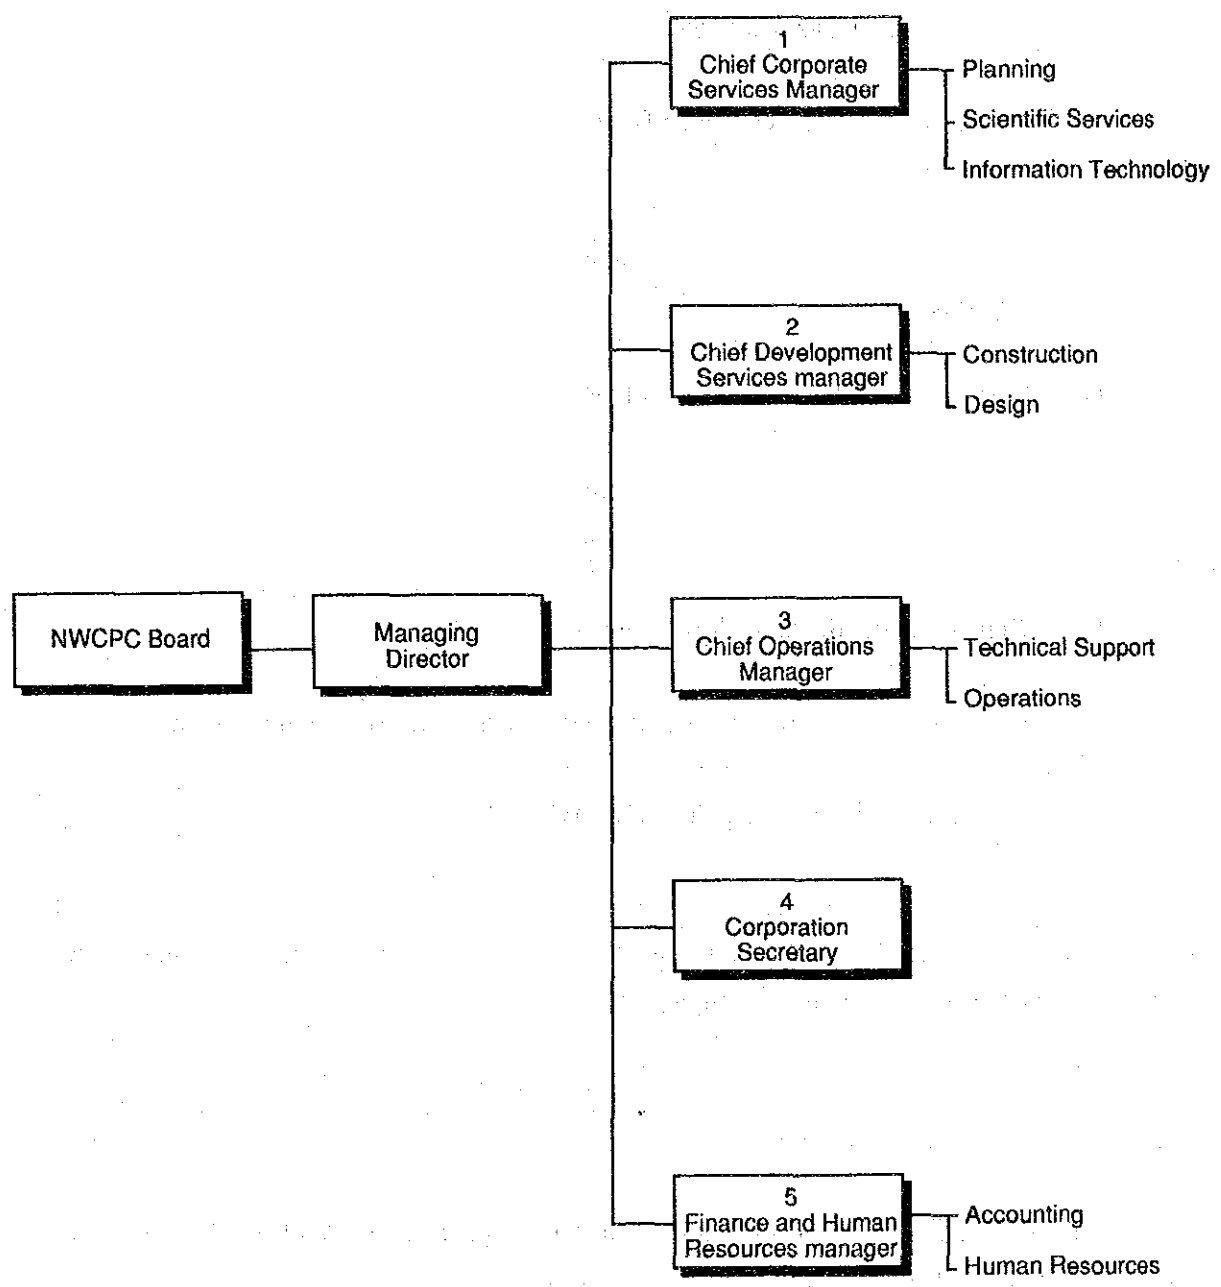 1
Chief Corporate
Services Manager
Planning
Scientific Services
Information Technology
2
Chief Development
Services manager
Construction
Design
NWCPC Board
Managing
Director
3
Chief Operations
Manager
Technical Support
Operations
4
Corporation
Secretary
5
Finance and Human
Resources manager
Accounting
Human Resources